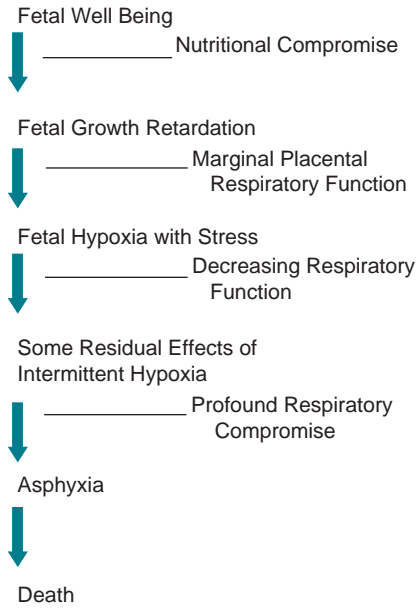 Fetal Well Being
Nutritional Compromise
Fetal Growth Retardation
Marginal Placental
Respiratory Function
Fetal Hypoxia with Stress
Decreasing Respiratory
Function
Some Residual Effects of
Intermittent Hypoxia
Profound Respiratory
Compromise
Asphyxia
Death